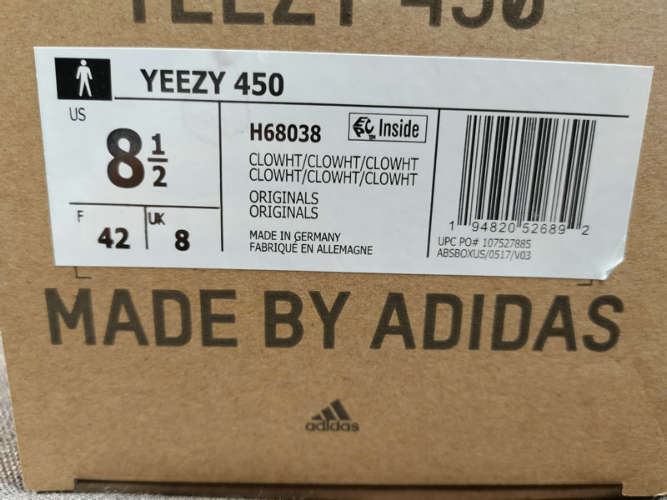 YEEZY 450
YEEZY 450
US
8 1/2
F
42
UK
8
H68038
Inside
CLOWHT/CLOWHT/CLOWHT
CLOWHT/CLOWHT/CLOWHT
ORIGINALS
ORIGINALS
MADE IN GERMANY
FABRIQUÉ EN ALLEMAGNE
1 94820 52689 2
UPC PO# 107527885
ABSBOXUS/0517/V03
MADE BY ADIDAS
adidas